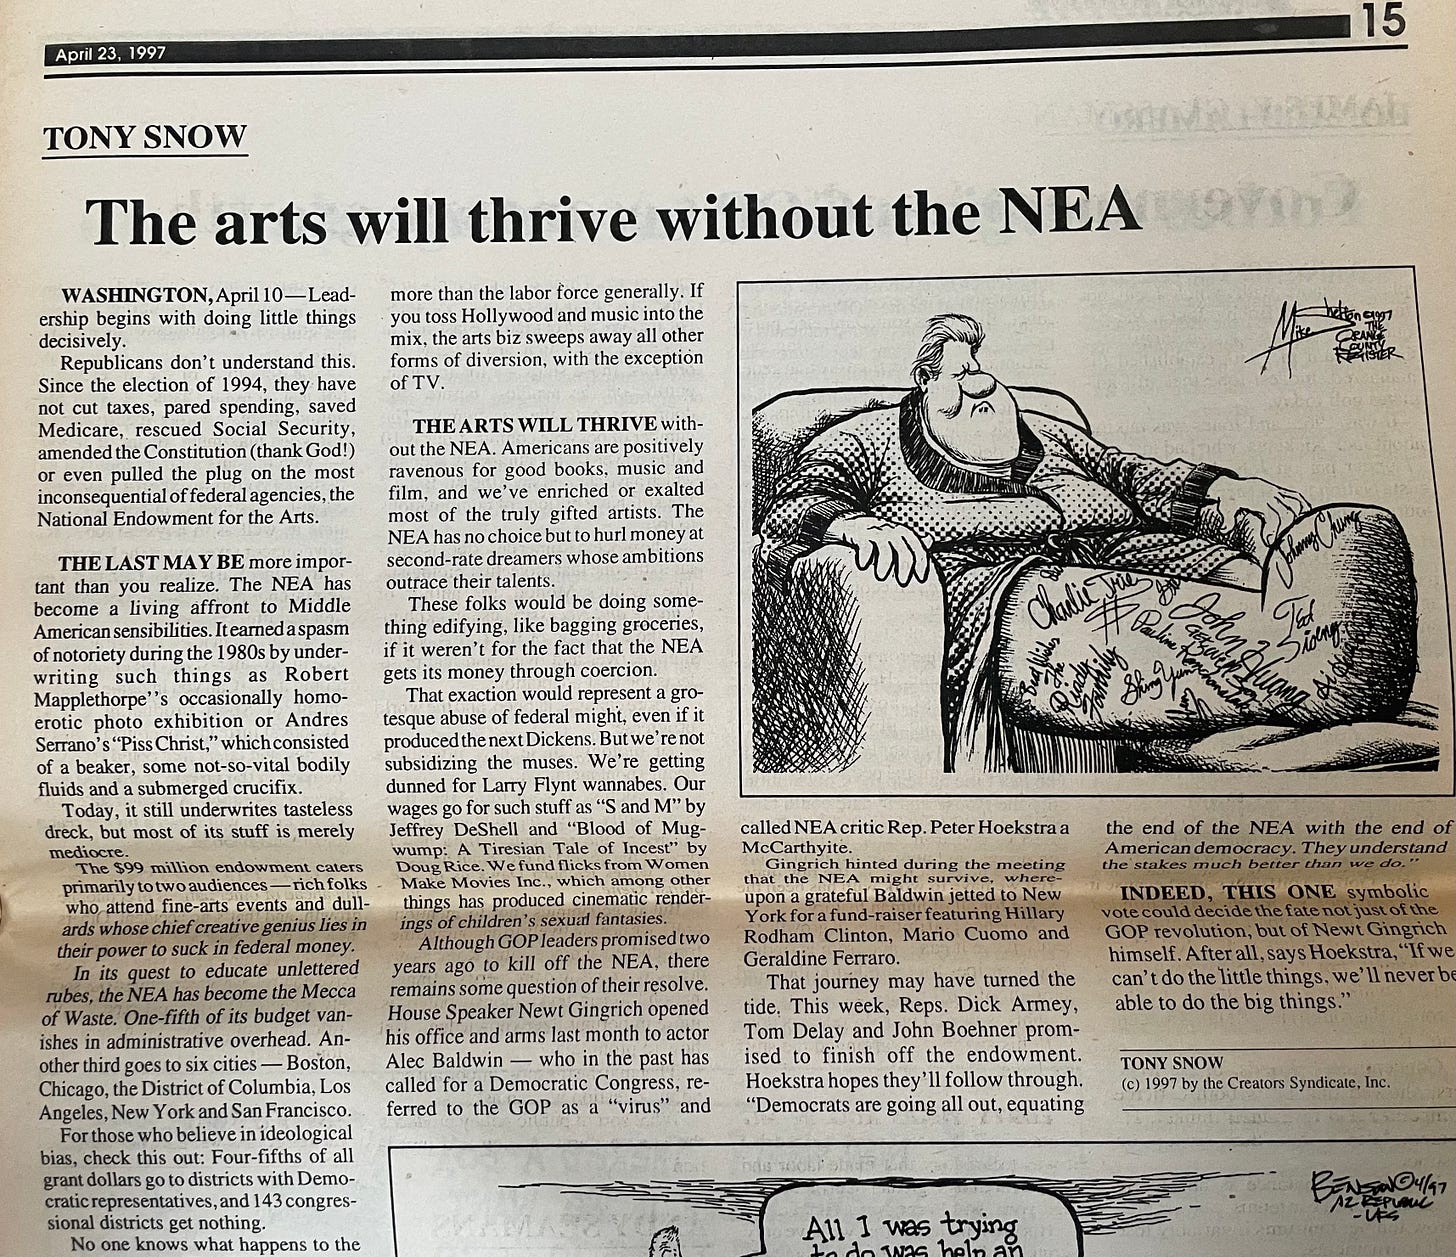 15
April 23, 1997
TONY SNOW
The arts will thrive without the NEA
WASHINGTON, April 10—Lead-
ership begins with doing little things
decisively.
Republicans don't understand this.
Since the election of 1994, they have
not cut taxes, pared spending, saved
Medicare, rescued Social Security,
amended the Constitution (thank God!)
or even pulled the plug on the most
inconsequential of federal agencies, the
National Endowment for the Arts.
THE LAST MAY BE more impor-
tant than you realize. The NEA has
become a living affront to Middle
American sensibilities. It earned a spasm
of notoriety during the 1980s by under-
writing such things as Robert
Mapplethorpe''s occasionally homo-
erotic photo exhibition or Andres
Serrano's "Piss Christ," which consisted
of a beaker, some not-so-vital bodily
fluids and a submerged crucifix.
Today, it still underwrites tasteless
dreck, but most of its stuff is merely
mediocre.
The $99 million endowment caters
primarily to two audiences — rich folks
who attend fine-arts events and dull-
ards whose chief creative genius lies in
their power to suck in federal money.
In its quest to educate unlettered
rubes, the NEA has become the Mecca
of Waste. One-fifth of its budget van-
ishes in administrative overhead. An-
other third goes to six cities — Boston,
Chicago, the District of Columbia, Los
Angeles, New York and San Francisco.
For those who believe in ideological
bias, check this out: Four-fifths of all
grant dollars go to districts with Demo-
cratic representatives, and 143 congres-
sional districts get nothing.
No one knows what happens to the
more than the labor force generally. If
you toss Hollywood and music into the
mix, the arts biz sweeps away all other
forms of diversion, with the exception
of TV.
THE ARTS WILL THRIVE with-
out the NEA. Americans are positively
ravenous for good books, music and
film, and we've enriched or exalted
most of the truly gifted artists. The
NEA has no choice but to hurl money at
second-rate dreamers whose ambitions
outrace their talents.
These folks would be doing some-
thing edifying, like bagging groceries,
if it weren't for the fact that the NEA
gets its money through coercion.
That exaction would represent a gro-
tesque abuse of federal might, even if it
produced the next Dickens. But we're not
subsidizing the muses. We're getting
dunned for Larry Flynt wannabes. Our
wages go for such stuff as "S and M" by
Jeffrey DeShell and "Blood of Mug-
wump: A Tiresian Tale of Incest" by
Doug Rice. We fund flicks from Women
Make Movies Inc., which among other
things has produced cinematic render-
ings of children's sexual fantasies.
Although GOP leaders promised two
years ago to kill off the NEA, there
remains some question of their resolve.
House Speaker Newt Gingrich opened
his office and arms last month to actor
Alec Baldwin — who in the past has
called for a Democratic Congress, re-
ferred to the GOP as a "virus" and
Mike Shelton ©1997
THE
ORANGE
COUNTY
REGISTER
Johnny Chung
Charlie Trie
$
Pauline
John
Huang
Ted
Sioeng
The
Riady
Family
called NEA critic Rep. Peter Hoekstra a
McCarthyite.
Gingrich hinted during the meeting
that the NEA might survive, where-
upon a grateful Baldwin jetted to New
York for a fund-raiser featuring Hillary
Rodham Clinton, Mario Cuomo and
Geraldine Ferraro.
That journey may have turned the
tide. This week, Reps. Dick Armey,
Tom Delay and John Boehner prom-
ised to finish off the endowment.
Hoekstra hopes they'll follow through.
"Democrats are going all out, equating
the end of the NEA with the end of
American democracy. They understand
the stakes much better than we do."
INDEED, THIS ONE symbolic
vote could decide the fate not just of the
GOP revolution, but of Newt Gingrich
himself. After all, says Hoekstra, "If we
can't do the little things, we'll never be
able to do the big things."
TONY SNOW
(c) 1997 by the Creators Syndicate, Inc.
BENSON © 4/97
AZ REPUBLIC
-UFS
All I was trying
to do was help an